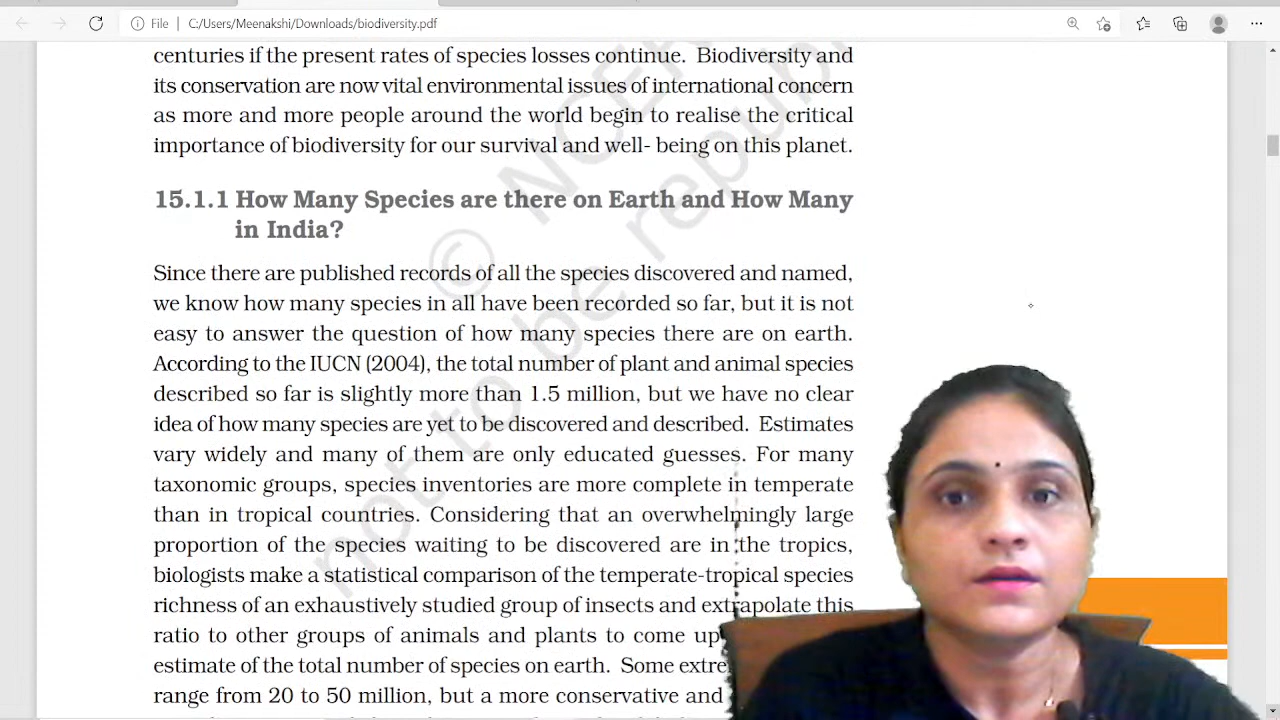 File C:/Users/Meenakshi/Downloads/biodiversity.pdf
centuries if the present rates of species losses continue. Biodiversity and
its conservation are now vital environmental issues of international concern
as more and more people around the world begin to realise the critical
importance of biodiversity for our survival and well- being on this planet.
15.1.1 How Many Species are there on Earth and How Many
in India?
Since there are published records of all the species discovered and named,
we know how many species in all have been recorded so far, but it is not
easy to answer the question of how many species there are on earth.
According to the IUCN (2004), the total number of plant and animal species
described so far is slightly more than 1.5 million, but we have no clear
idea of how many species are yet to be discovered and described. Estimates
vary widely and many of them are only educated guesses. For many
taxonomic groups, species inventories are more complete in temperate
than in tropical countries. Considering that an overwhelmingly large
proportion of the species waiting to be discovered are in the tropics,
biologists make a statistical comparison of the temperate-tropical species
richness of an exhaustively studied group of insects and extrapolate this
ratio to other groups of animals and plants to come up
estimate of the total number of species on earth. Some
range from 20 to 50 million, but a more conservative and
© NCER
not to be republi